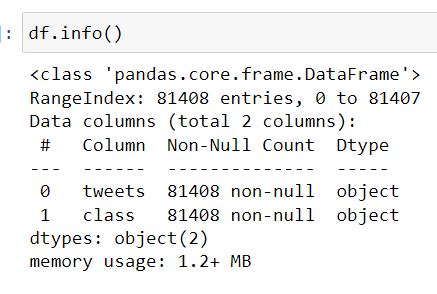 : df.info()
<class 'pandas.core.frame.DataFrame'>
RangeIndex: 81408 entries, 0 to 81407
Data columns (total 2 columns):
 #   Column  Non-Null Count  Dtype
---  ------  --------------  -----
 0   tweets  81408 non-null  object
 1   class   81408 non-null  object
dtypes: object(2)
memory usage: 1.2+ MB